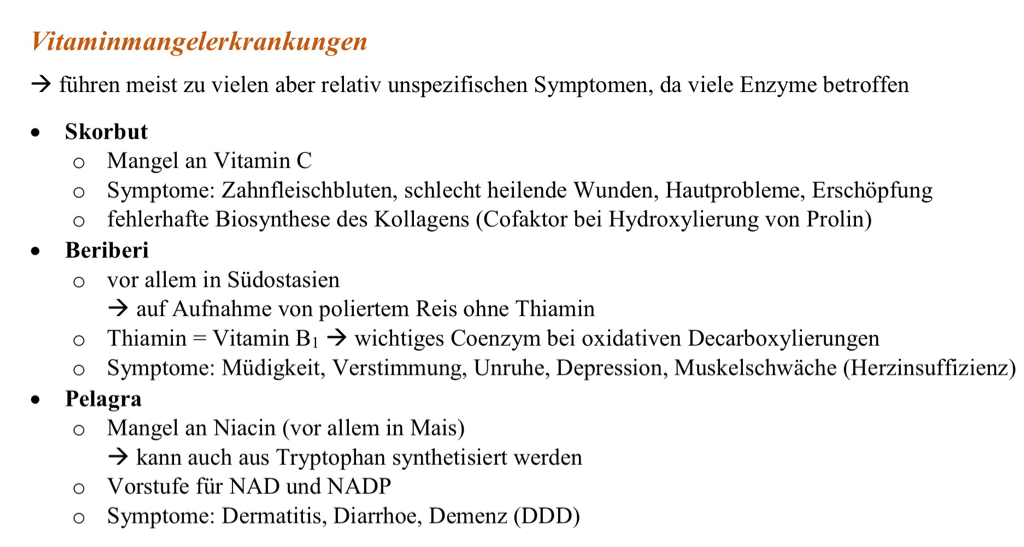 Vitaminmangelerkrankungen
→ führen meist zu vielen aber relativ unspezifischen Symptomen, da viele Enzyme betroffen
• Skorbut
o Mangel an Vitamin C
o Symptome: Zahnfleischbluten, schlecht heilende Wunden, Hautprobleme, Erschöpfung
o fehlerhafte Biosynthese des Kollagens (Cofaktor bei Hydroxylierung von Prolin)
• Beriberi
o vor allem in Südostasien
→ auf Aufnahme von poliertem Reis ohne Thiamin
o Thiamin = Vitamin B₁ → wichtiges Coenzym bei oxidativen Decarboxylierungen
o Symptome: Müdigkeit, Verstimmung, Unruhe, Depression, Muskelschwäche (Herzinsuffizienz)
• Pelagra
o Mangel an Niacin (vor allem in Mais)
→ kann auch aus Tryptophan synthetisiert werden
o Vorstufe für NAD und NADP
o Symptome: Dermatitis, Diarrhoe, Demenz (DDD)